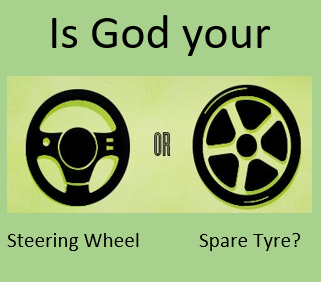 Is God your
OR
Steering Wheel
Spare Tyre?